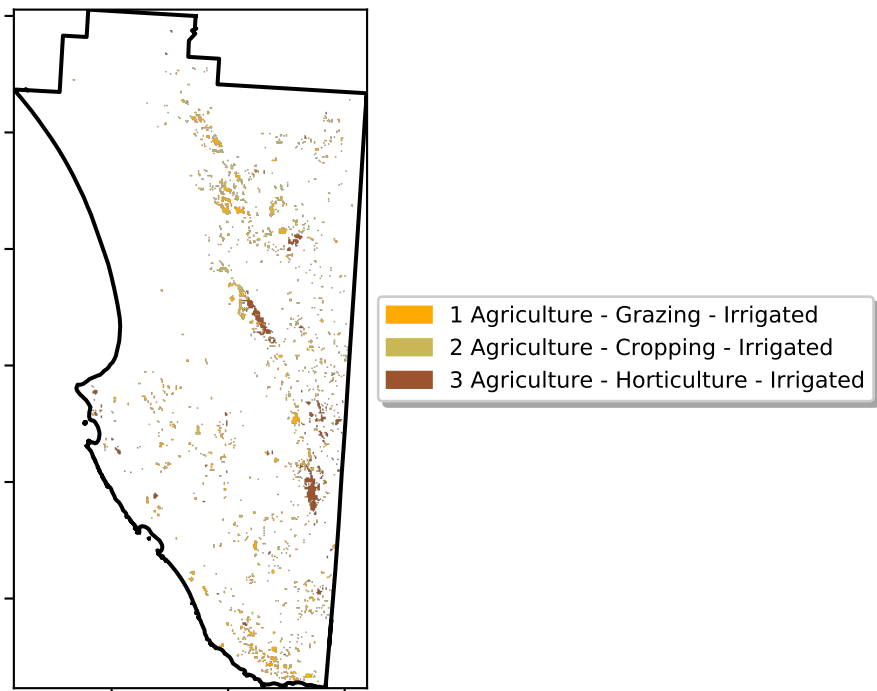 1 Agriculture - Grazing - Irrigated
2 Agriculture - Cropping - Irrigated
3 Agriculture - Horticulture - Irrigated